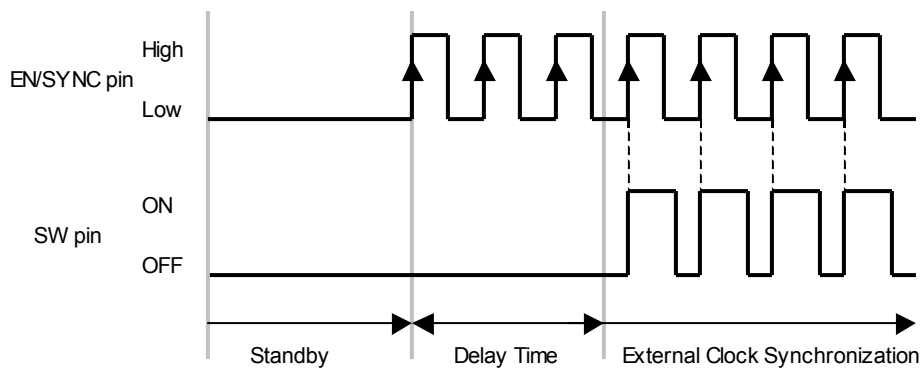 High
EN/SYNC pin
Low
ON
SW pin
OFF
Standby
Delay Time
External Clock Synchronization